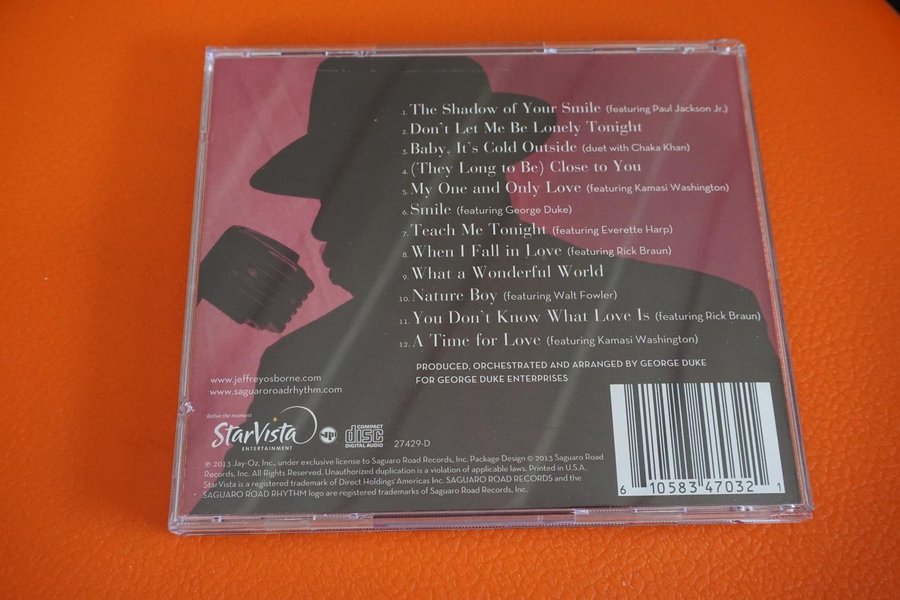 1. The Shadow of Your Smile (featuring Paul Jackson Jr.)
2. Don't Let Me Be Lonely Tonight
3. Baby, It's Cold Outside (duet with Chaka Khan)
4. (They Long to Be) Close to You
5. My One and Only Love (featuring Kamasi Washington)
6. Smile (featuring George Duke)
7. Teach Me Tonight (featuring Everette Harp)
8. When I Fall in Love (featuring Rick Braun)
9. What a Wonderful World
10. Nature Boy (featuring Walt Fowler)
11. You Don't Know What Love Is (featuring Rick Braun)
12. A Time for Love (featuring Kamasi Washington)
PRODUCED, ORCHESTRATED AND ARRANGED BY GEORGE DUKE
FOR GEORGE DUKE ENTERPRISES
www.jeffreyosborne.com
www.saguaroroadrhythm.com
Relive the moment
StarVista
ENTERTAINMENT
COMPACT
disc
DIGITAL AUDIO
27429-D
℗ 2013 Jay-Oz, Inc., under exclusive license to Saguaro Road Records, Inc. Package Design © 2013 Saguaro Road
Records, Inc. All Rights Reserved. Unauthorized duplication is a violation of applicable laws. Printed in U.S.A.
StarVista is a registered trademark of Direct Holdings Americas Inc. SAGUARO ROAD RECORDS and the
SAGUARO ROAD RHYTHM logo are registered trademarks of Saguaro Road Records, Inc.
6 10583 47032 1